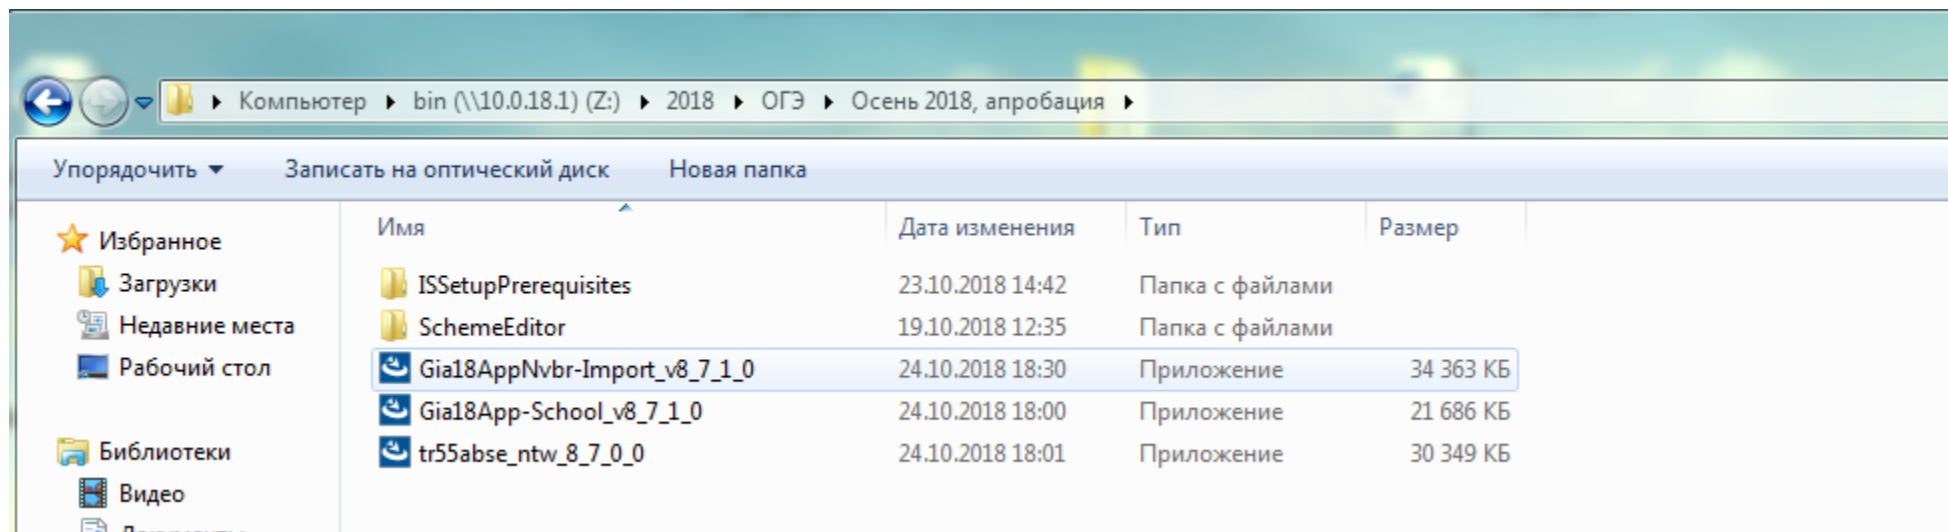 Компьютер bin (\\10.0.18.1) (Z:) 2018 ОГЭ Осень 2018, апробация
Упорядочить Записать на оптический диск Новая папка
Имя Дата изменения Тип Размер
Избранное
Загрузки
Недавние места
Рабочий стол
Библиотеки
Видео
ISSetupPrerequisites 23.10.2018 14:42 Папка с файлами
SchemeEditor 19.10.2018 12:35 Папка с файлами
Gia18AppNvbr-Import_v8_7_1_0 24.10.2018 18:30 Приложение 34 363 КБ
Gia18App-School_v8_7_1_0 24.10.2018 18:00 Приложение 21 686 КБ
tr55abse_ntw_8_7_0_0 24.10.2018 18:01 Приложение 30 349 КБ